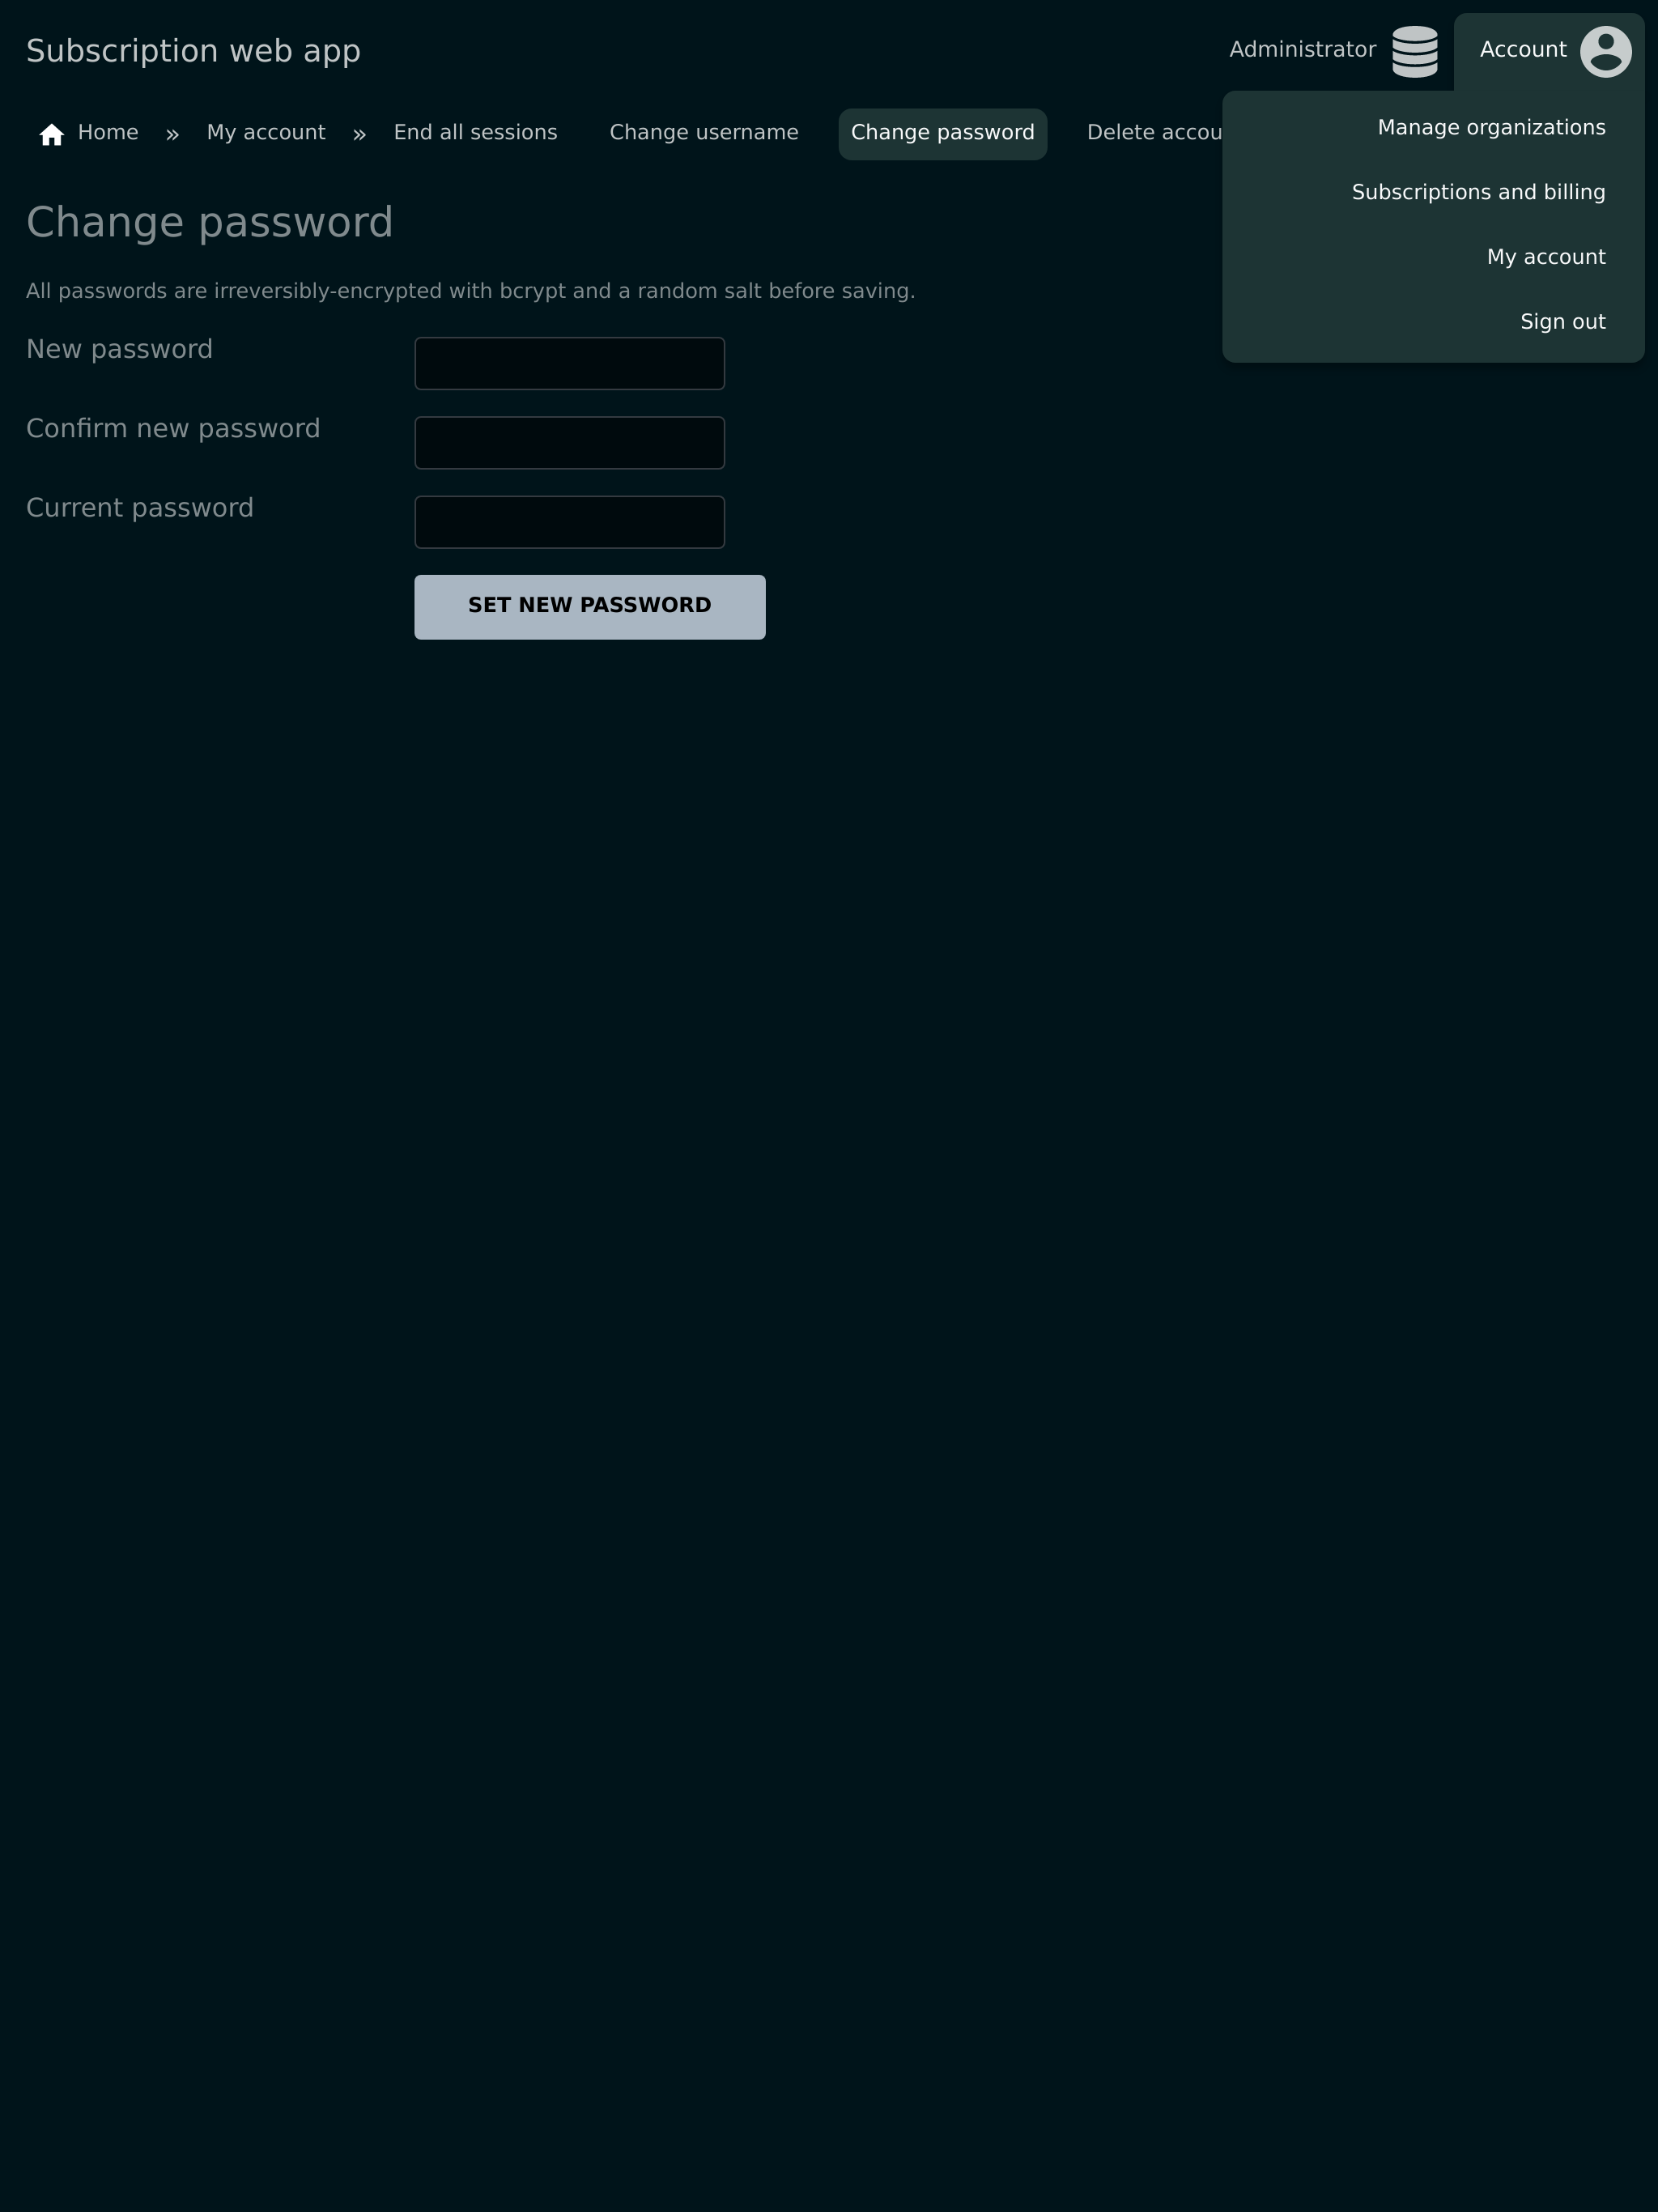 Subscription web app
Administrator
Account
Home » My account » End all sessions Change username Change password Delete accou
Manage organizations
Subscriptions and billing
My account
Sign out
Change password
All passwords are irreversibly-encrypted with bcrypt and a random salt before saving.
New password
Confirm new password
Current password
SET NEW PASSWORD